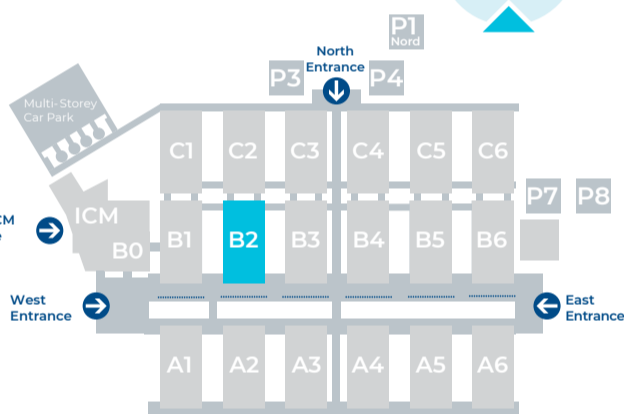 P1
Nord
North
Entrance
P3
P4
Multi-Storey
Car Park
C1
C2
C3
C4
C5
C6
P7
P8
ICM
B0
B1
B2
B3
B4
B5
B6
West
Entrance
East
Entrance
A1
A2
A3
A4
A5
A6